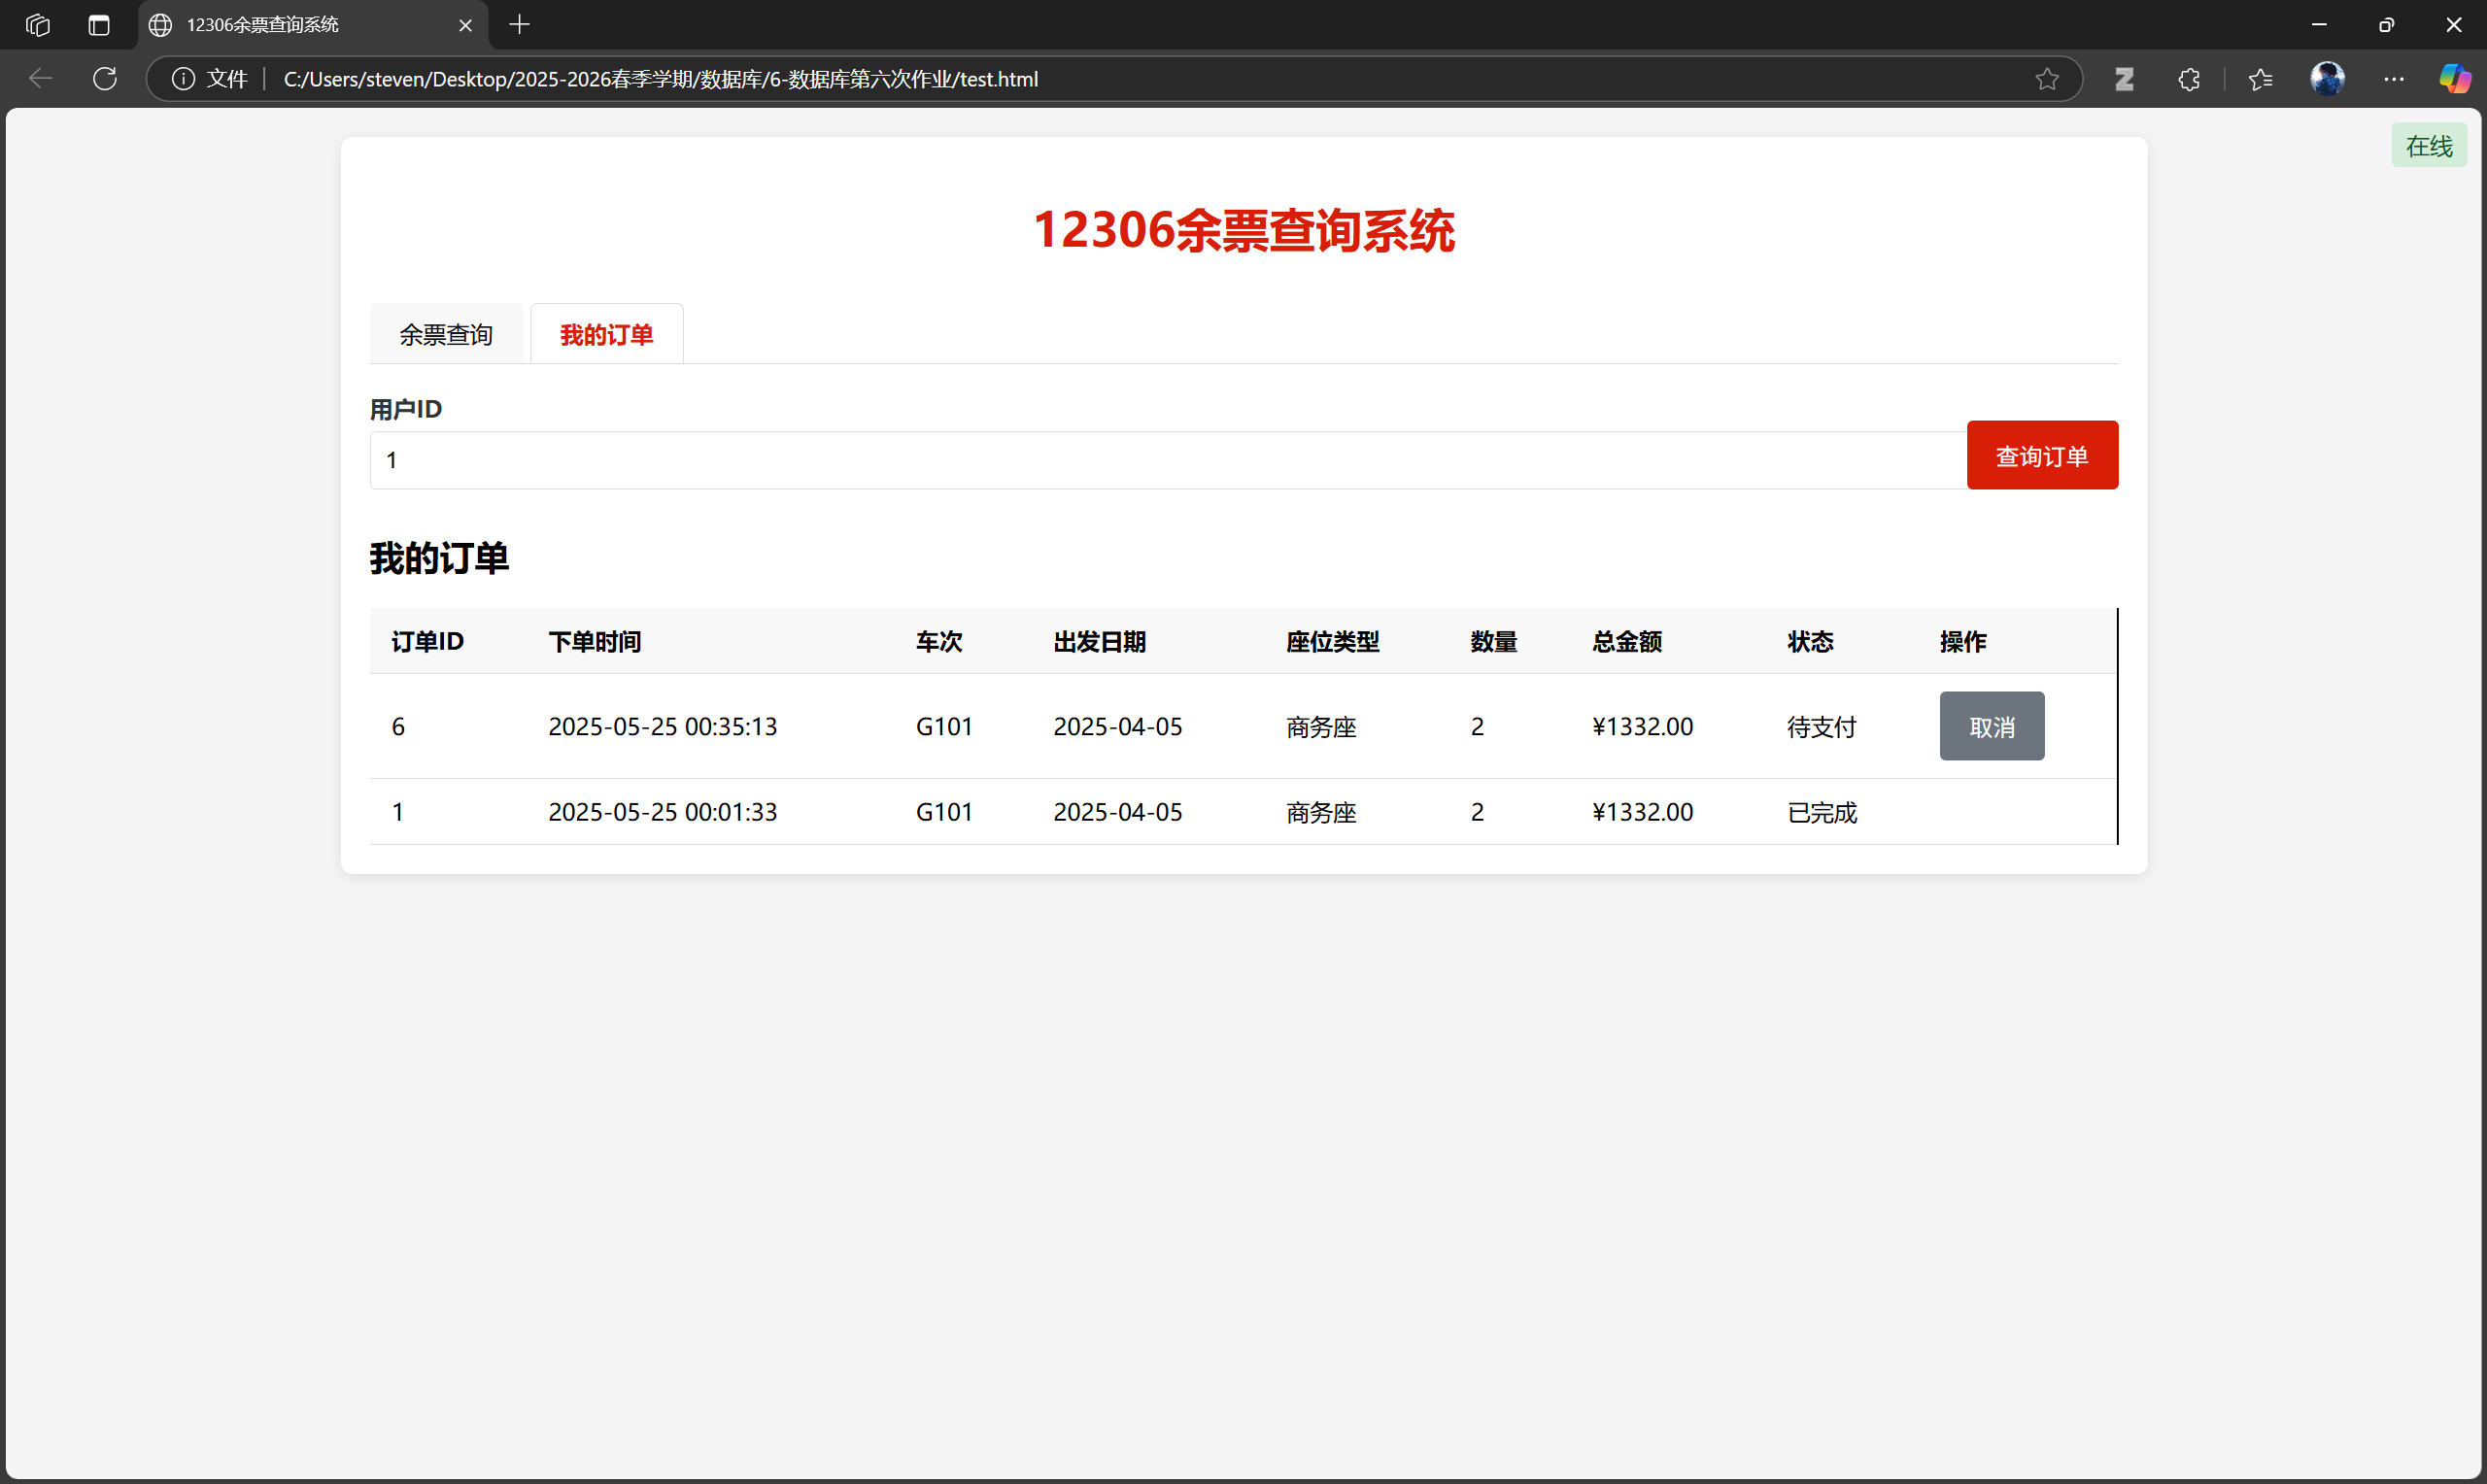 12306余票查询系统
文件 C:/Users/steven/Desktop/2025-2026春季学期/数据库/6-数据库第六次作业/test.html
在线
12306余票查询系统
余票查询 我的订单
用户ID
1
查询订单
我的订单
订单ID 下单时间 车次 出发日期 座位类型 数量 总金额 状态 操作
6 2025-05-25 00:35:13 G101 2025-04-05 商务座 2 ¥1332.00 待支付 取消
1 2025-05-25 00:01:33 G101 2025-04-05 商务座 2 ¥1332.00 已完成